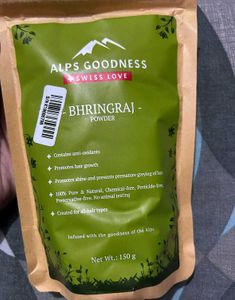 ALPS GOODNESS
SWISS LOVE
- BHRINGRAJ -
POWDER
Contains anti-oxidants
Promotes hair growth
Promotes shine and prevents premature-greying of hair
100% Pure & Natural, Chemical-free, Pesticide-free,
Preservative-free, No animal testing
Created for all hair types
Infused with the goodness of the Alps
Net Wt.: 150 g